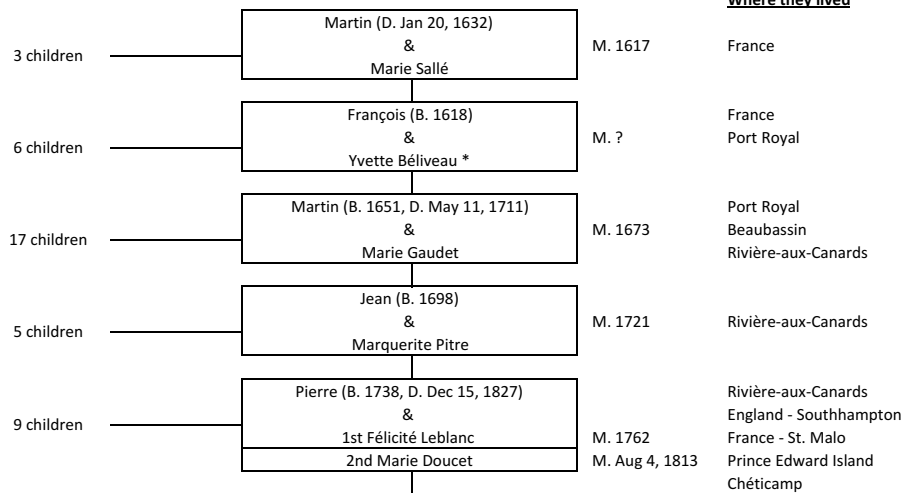 Where they lived
Martin (D. Jan 20, 1632)
3 children & M. 1617 France
Marie Sallé
François (B. 1618) France
6 children & M. ? Port Royal
Yvette Béliveau *
Martin (B. 1651, D. May 11, 1711) Port Royal
17 children & M. 1673 Beaubassin
Marie Gaudet Rivière-aux-Canards
Jean (B. 1698)
5 children & M. 1721 Rivière-aux-Canards
Marquerite Pitre
Pierre (B. 1738, D. Dec 15, 1827) Rivière-aux-Canards
9 children & England - Southhampton
1st Félicité Leblanc M. 1762 France - St. Malo
2nd Marie Doucet M. Aug 4, 1813 Prince Edward Island
Chéticamp